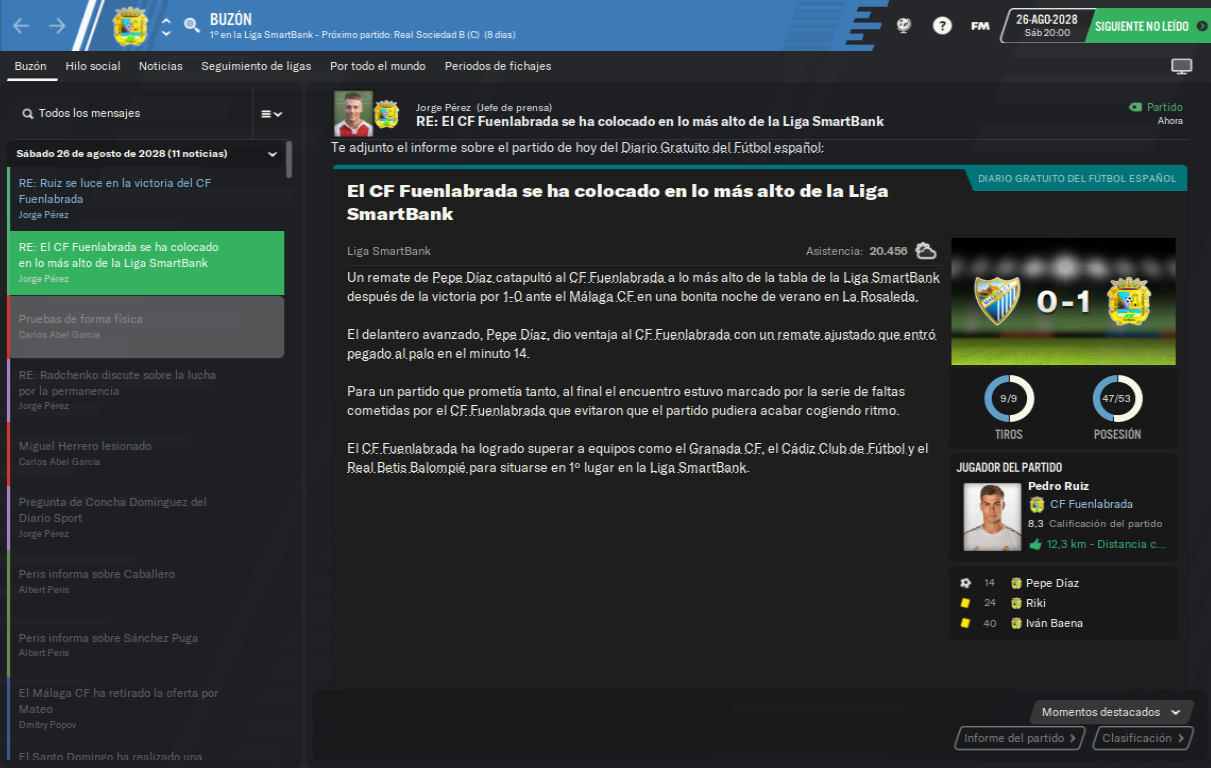 BUZÓN
1º en la Liga SmartBank - Próximo partido: Real Sociedad B (C) (8 días)
FM
26-AGO-2028
Sáb 20:00
SIGUIENTE NO LEÍDO
Buzón
Hilo social
Noticias
Seguimiento de ligas
Por todo el mundo
Periodos de fichajes
Todos los mensajes
Sábado 26 de agosto de 2028 (11 noticias)
RE: Ruiz se luce en la victoria del CF
Fuenlabrada
Jorge Pérez
RE: El CF Fuenlabrada se ha colocado
en lo más alto de la Liga SmartBank
Jorge Pérez
Pruebas de forma física
Carlos Abel García
RE: Radchenko discute sobre la lucha
por la permanencia
Jorge Pérez
Miguel Herrero lesionado
Carlos Abel García
Pregunta de Concha Domínguez del
Diario Sport
Jorge Pérez
Peris informa sobre Caballero
Albert Peris
Peris informa sobre Sánchez Puga
Albert Peris
El Málaga CF ha retirado la oferta por
Mateo
Dmitry Popov
El Santo Domingo ha realizado una
Jorge Pérez (Jefe de prensa)
RE: El CF Fuenlabrada se ha colocado en lo más alto de la Liga SmartBank
Partido
Ahora
Te adjunto el informe sobre el partido de hoy del Diario Gratuito del Fútbol español:
El CF Fuenlabrada se ha colocado en lo más alto de la Liga
SmartBank
DIARIO GRATUITO DEL FÚTBOL ESPAÑOL
Liga SmartBank
Asistencia: 20.456
Un remate de Pepe Díaz catapultó al CF Fuenlabrada a lo más alto de la tabla de la Liga SmartBank
después de la victoria por 1-0 ante el Málaga CF en una bonita noche de verano en La Rosaleda.
El delantero avanzado, Pepe Díaz, dio ventaja al CF Fuenlabrada con un remate ajustado que entró
pegado al palo en el minuto 14.
Para un partido que prometía tanto, al final el encuentro estuvo marcado por la serie de faltas
cometidas por el CF Fuenlabrada que evitaron que el partido pudiera acabar cogiendo ritmo.
El CF Fuenlabrada ha logrado superar a equipos como el Granada CF, el Cádiz Club de Fútbol y el
Real Betis Balompié para situarse en 1º lugar en la Liga SmartBank.
0-1
9/9
TIROS
47/53
POSESIÓN
JUGADOR DEL PARTIDO
Pedro Ruiz
CF Fuenlabrada
8,3 Calificación del partido
12,3 km - Distancia c...
14 Pepe Díaz
24 Riki
40 Iván Baena
Momentos destacados
Informe del partido
Clasificación